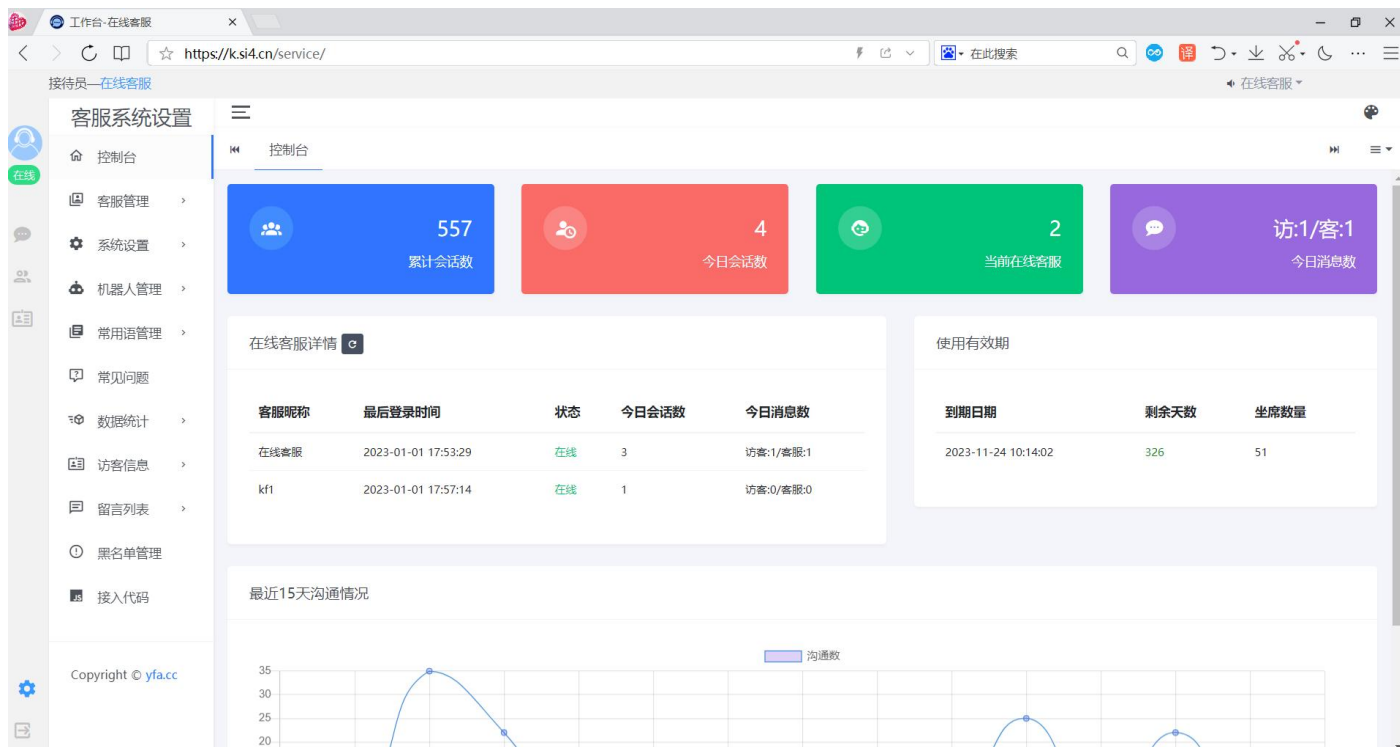 工作台-在线客服
https://k.si4.cn/service/
在此搜索
译
接待员—在线客服
在线客服
在线
客服系统设置
控制台
客服管理
系统设置
机器人管理
常用语管理
常见问题
数据统计
访客信息
留言列表
黑名单管理
JS 接入代码
Copyright © yfa.cc
控制台
557
累计会话数
4
今日会话数
2
当前在线客服
访:1/客:1
今日消息数
在线客服详情
客服昵称 最后登录时间 状态 今日会话数 今日消息数
在线客服 2023-01-01 17:53:29 在线 3 访客:1/客服:1
kf1 2023-01-01 17:57:14 在线 1 访客:0/客服:0
使用有效期
到期日期 剩余天数 坐席数量
2023-11-24 10:14:02 326 51
最近15天沟通情况
沟通数
35
30
25
20